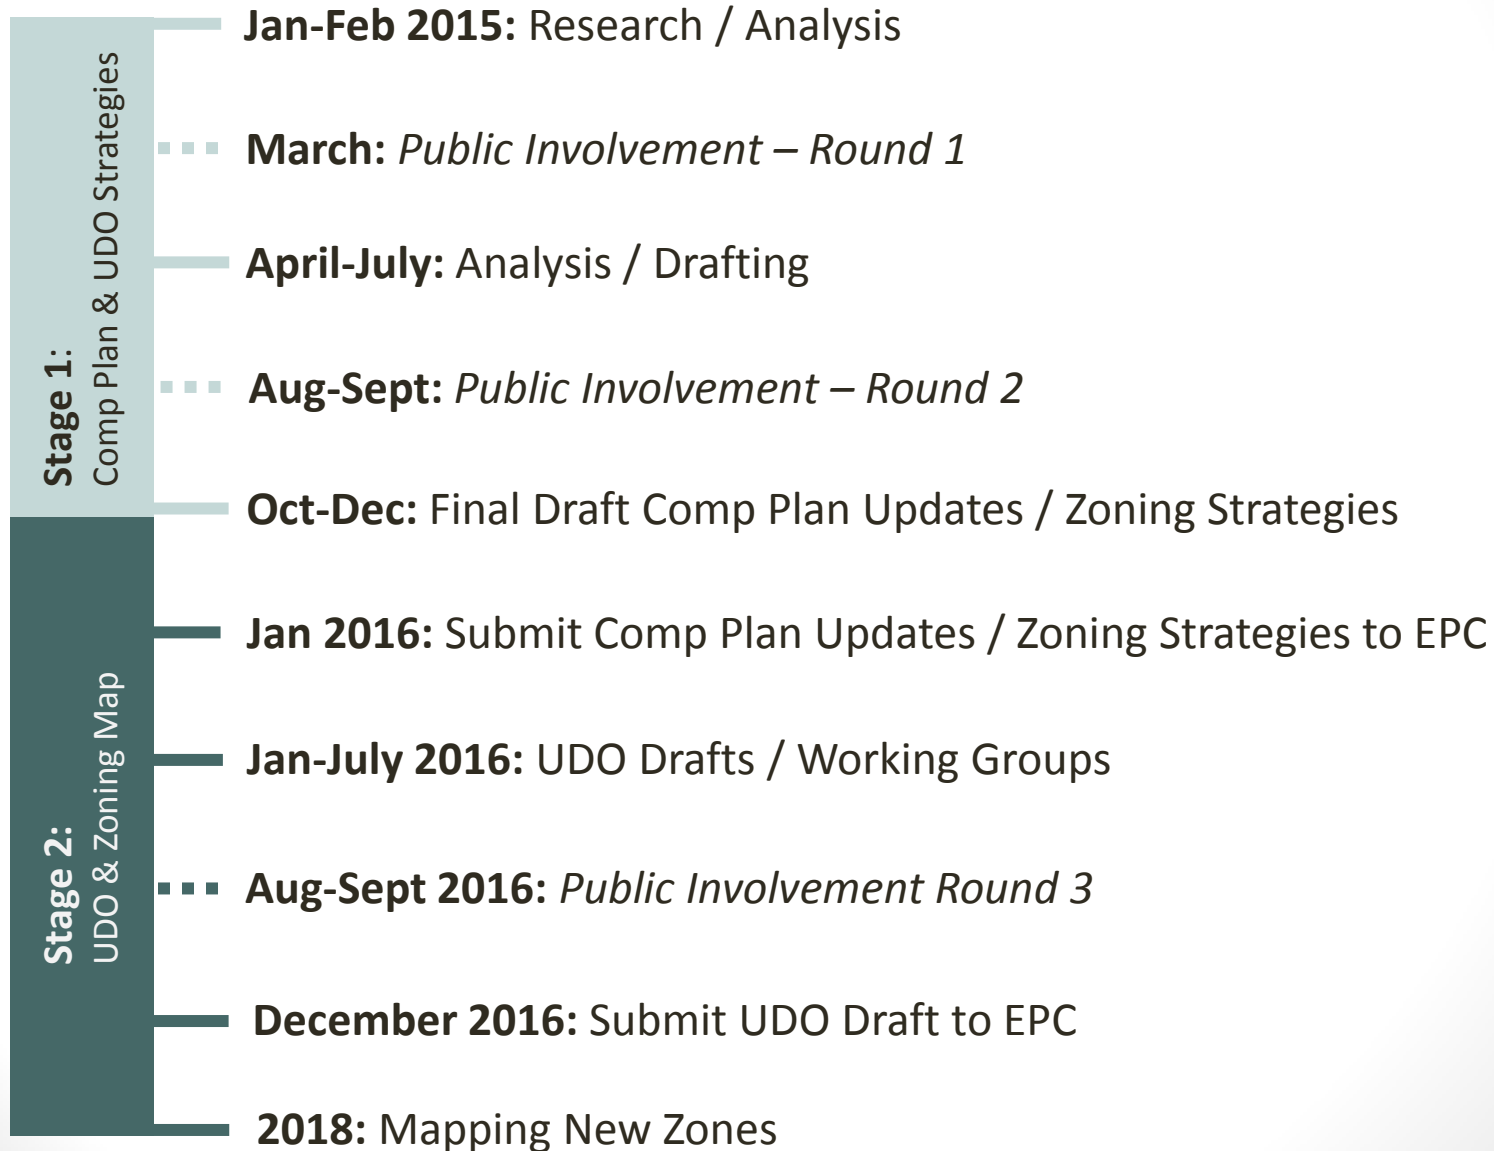 Stage 1:
Comp Plan & UDO Strategies
Jan-Feb 2015: Research / Analysis
March: Public Involvement – Round 1
April-July: Analysis / Drafting
Aug-Sept: Public Involvement – Round 2
Oct-Dec: Final Draft Comp Plan Updates / Zoning Strategies
Stage 2:
UDO & Zoning Map
Jan 2016: Submit Comp Plan Updates / Zoning Strategies to EPC
Jan-July 2016: UDO Drafts / Working Groups
Aug-Sept 2016: Public Involvement Round 3
December 2016: Submit UDO Draft to EPC
2018: Mapping New Zones